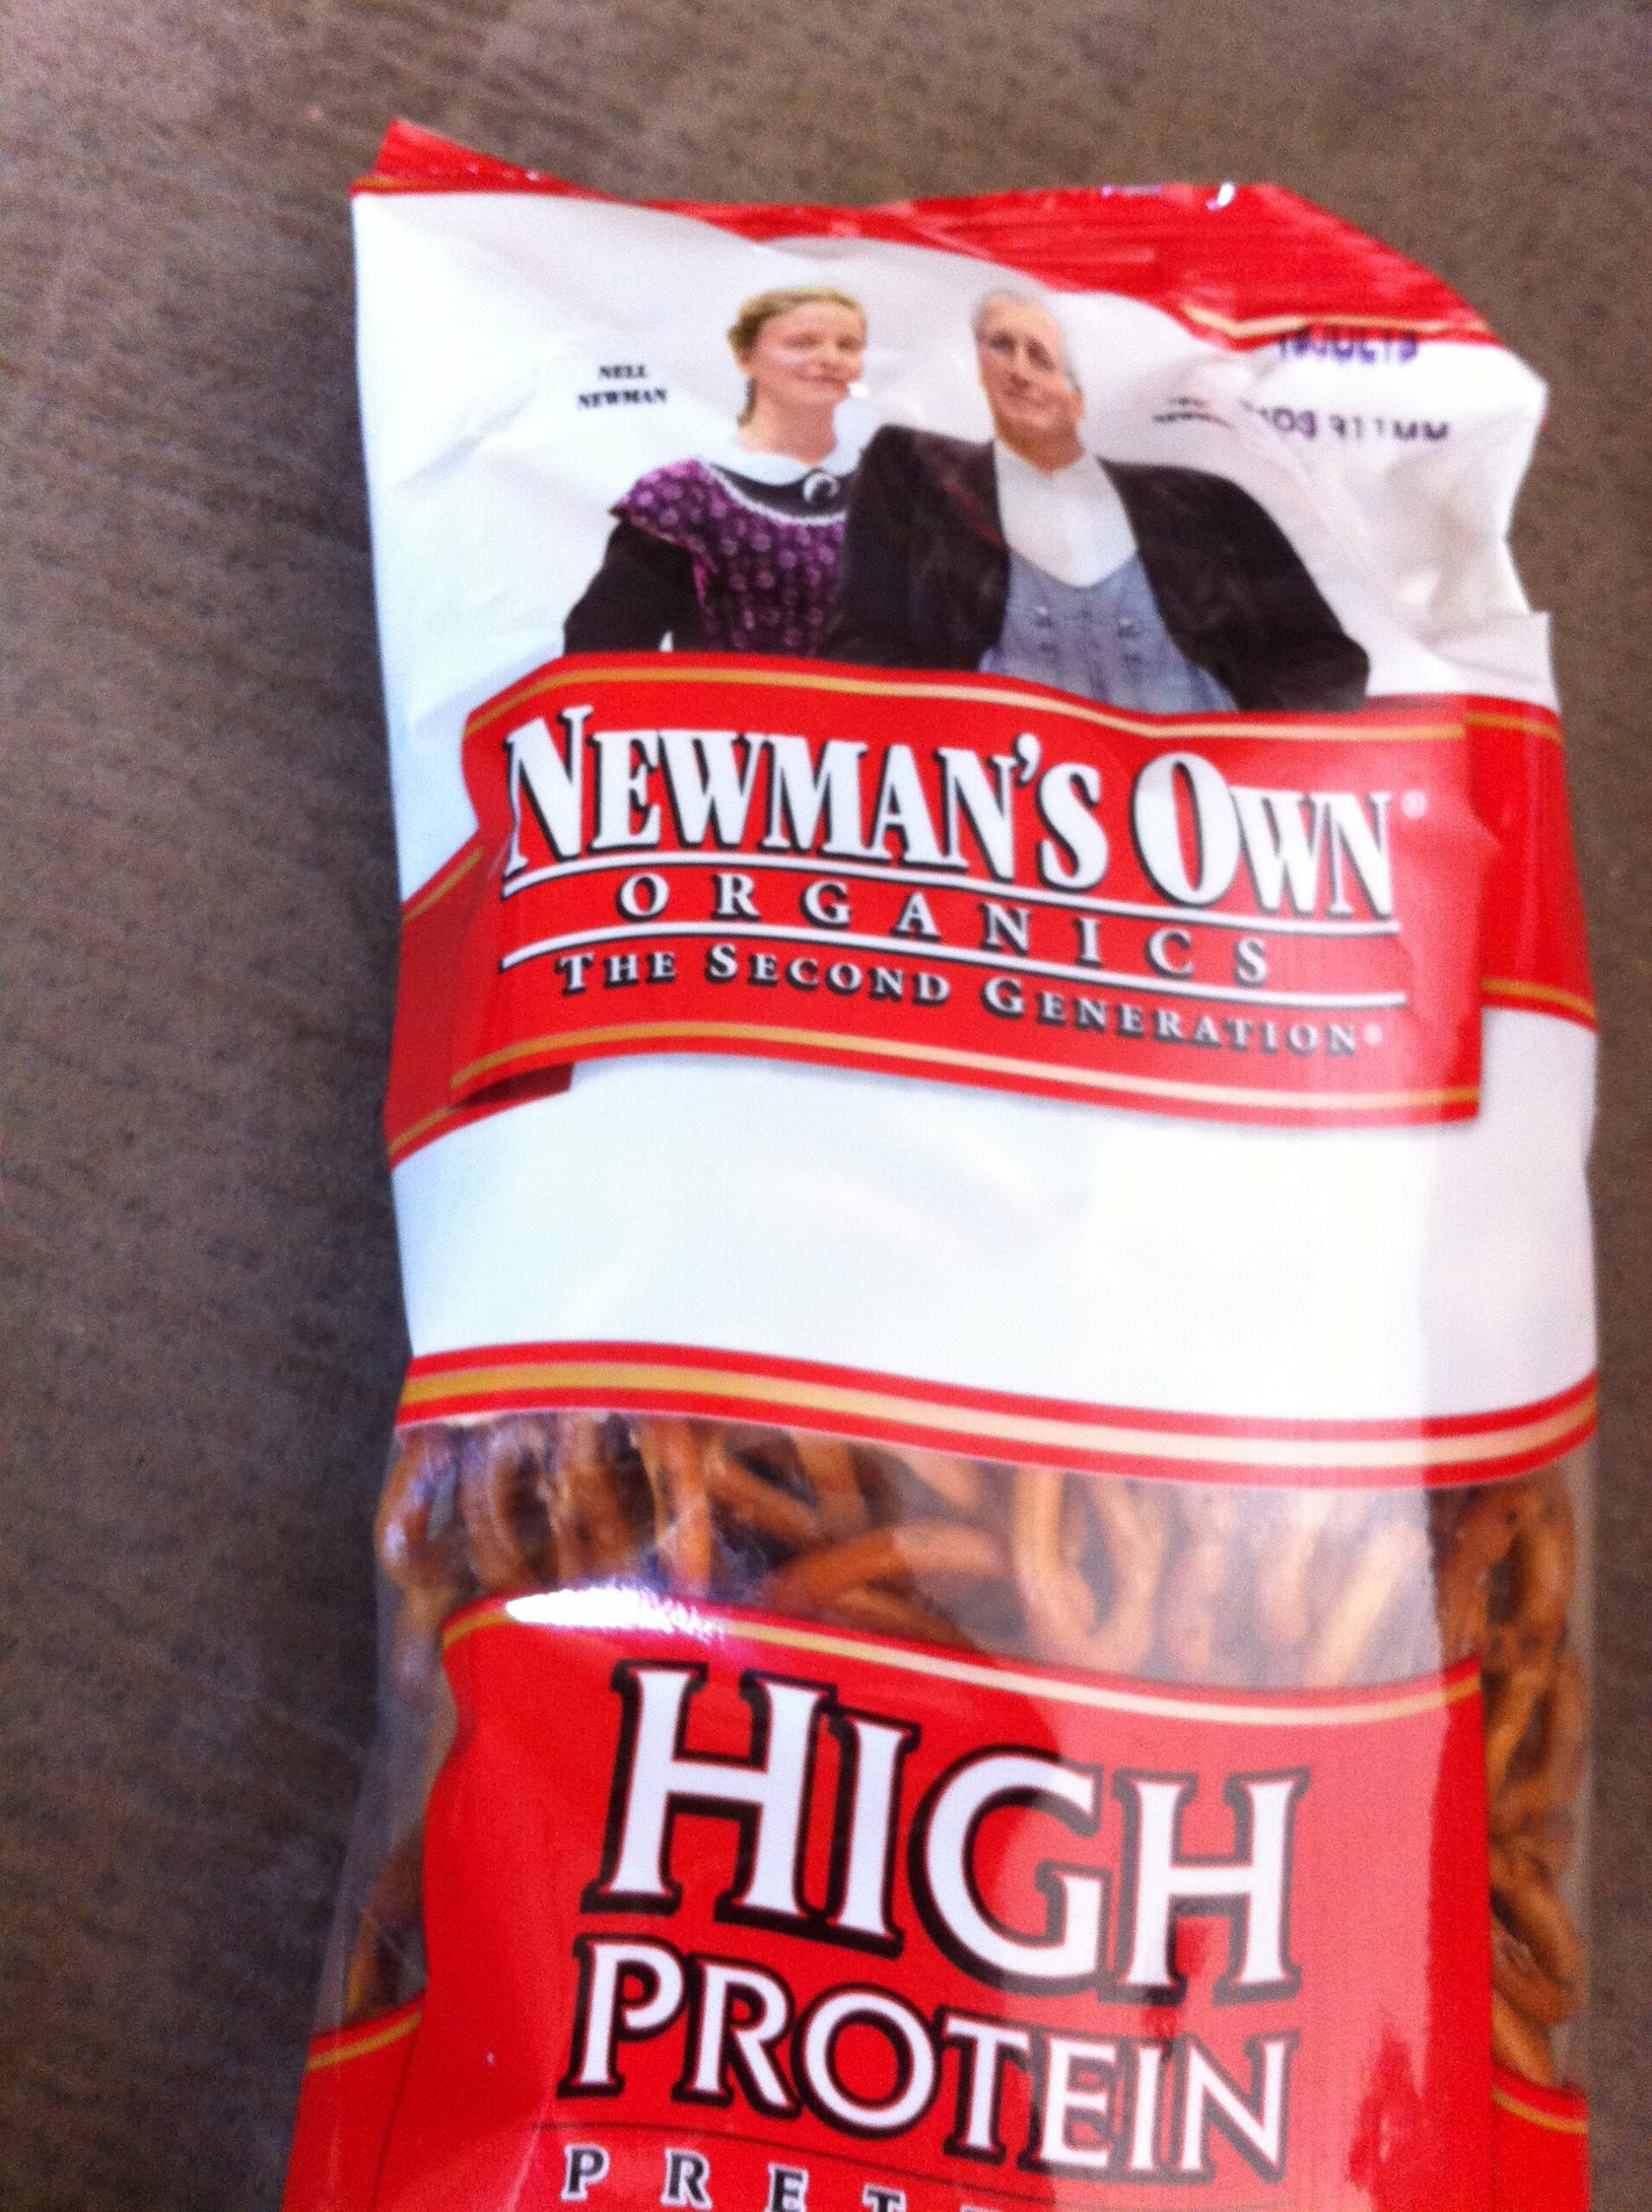 NELL
NEWMAN
NEWMAN'S OWN®
ORGANICS
THE SECOND GENERATION®
HIGH
PROTEIN